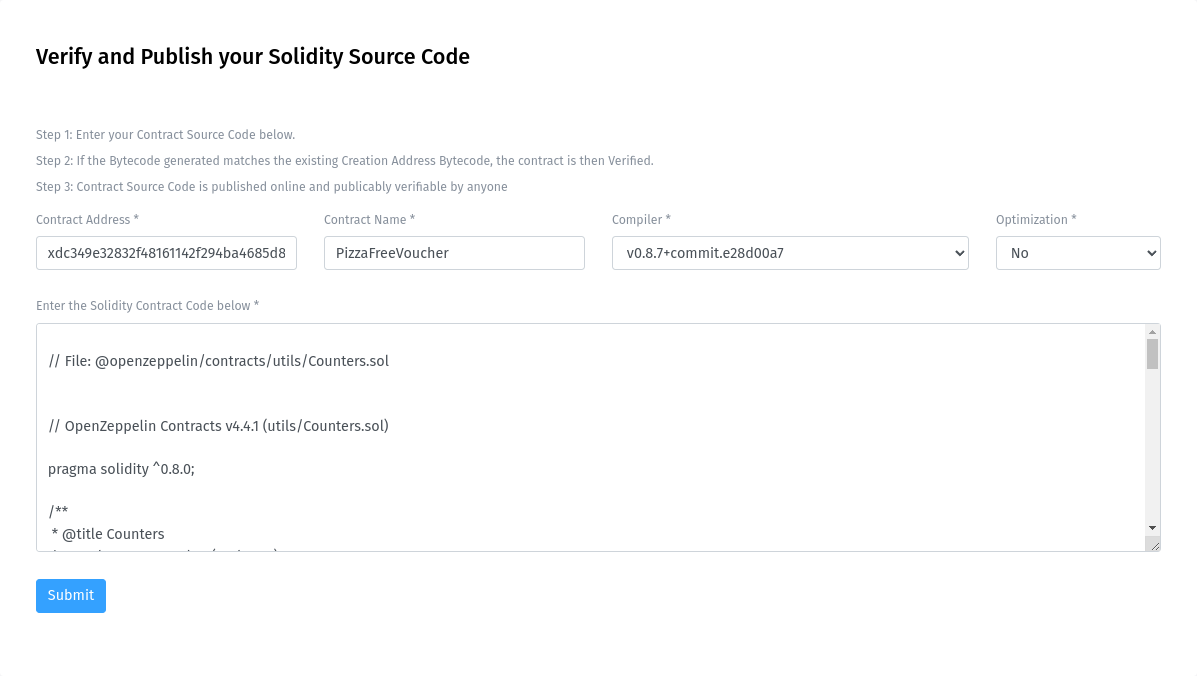 Verify and Publish your Solidity Source Code
Step 1: Enter your Contract Source Code below.
Step 2: If the Bytecode generated matches the existing Creation Address Bytecode, the contract is then Verified.
Step 3: Contract Source Code is published online and publicably verifiable by anyone
Contract Address * Contract Name * Compiler * Optimization *
xdc349e32832f48161142f294ba4685d8 PizzaFreeVoucher v0.8.7+commit.e28d00a7 No
Enter the Solidity Contract Code below *
// File: @openzeppelin/contracts/utils/Counters.sol
// OpenZeppelin Contracts v4.4.1 (utils/Counters.sol)
pragma solidity ^0.8.0;
/**
* @title Counters
Submit